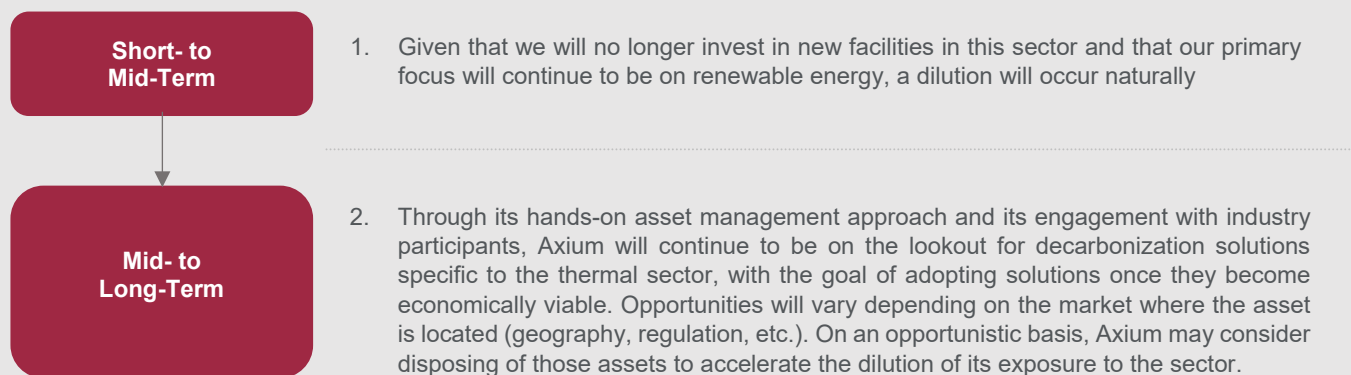 Short- to
Mid-Term
1. Given that we will no longer invest in new facilities in this sector and that our primary
focus will continue to be on renewable energy, a dilution will occur naturally
Mid- to
Long-Term
2. Through its hands-on asset management approach and its engagement with industry
participants, Axium will continue to be on the lookout for decarbonization solutions
specific to the thermal sector, with the goal of adopting solutions once they become
economically viable. Opportunities will vary depending on the market where the asset
is located (geography, regulation, etc.). On an opportunistic basis, Axium may consider
disposing of those assets to accelerate the dilution of its exposure to the sector.